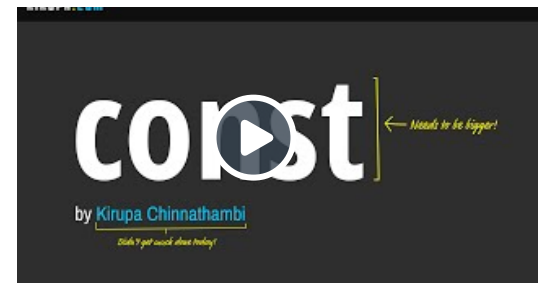 const
Needs to be bigger!
by Kirupa Chinnathambi
Didn't get much done today!